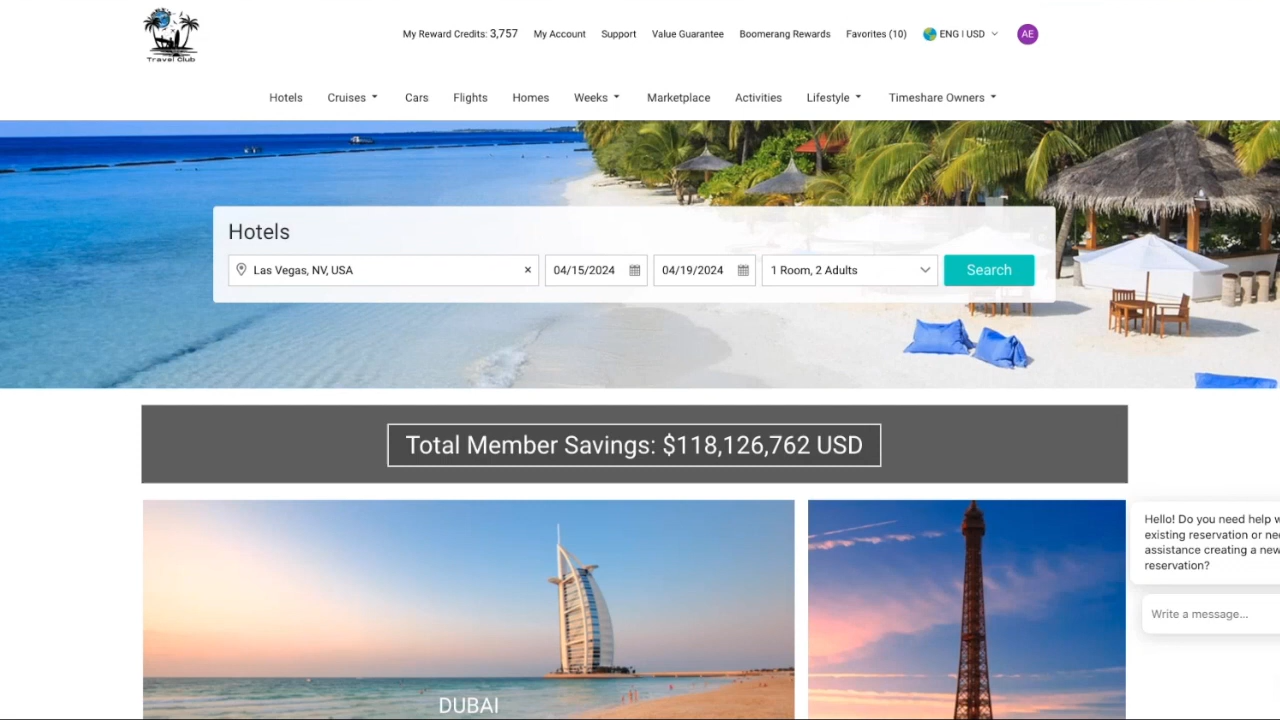 Travel Club
My Reward Credits: 3,757 My Account Support Value Guarantee Boomerang Rewards Favorites (10) ENG | USD AE
Hotels Cruises Cars Flights Homes Weeks Marketplace Activities Lifestyle Timeshare Owners
Hotels
Las Vegas, NV, USA × 04/15/2024 04/19/2024 1 Room, 2 Adults Search
Total Member Savings: $118,126,762 USD
DUBAI
Hello! Do you need help
existing reservation or
assistance creating a new
reservation?
Write a message...